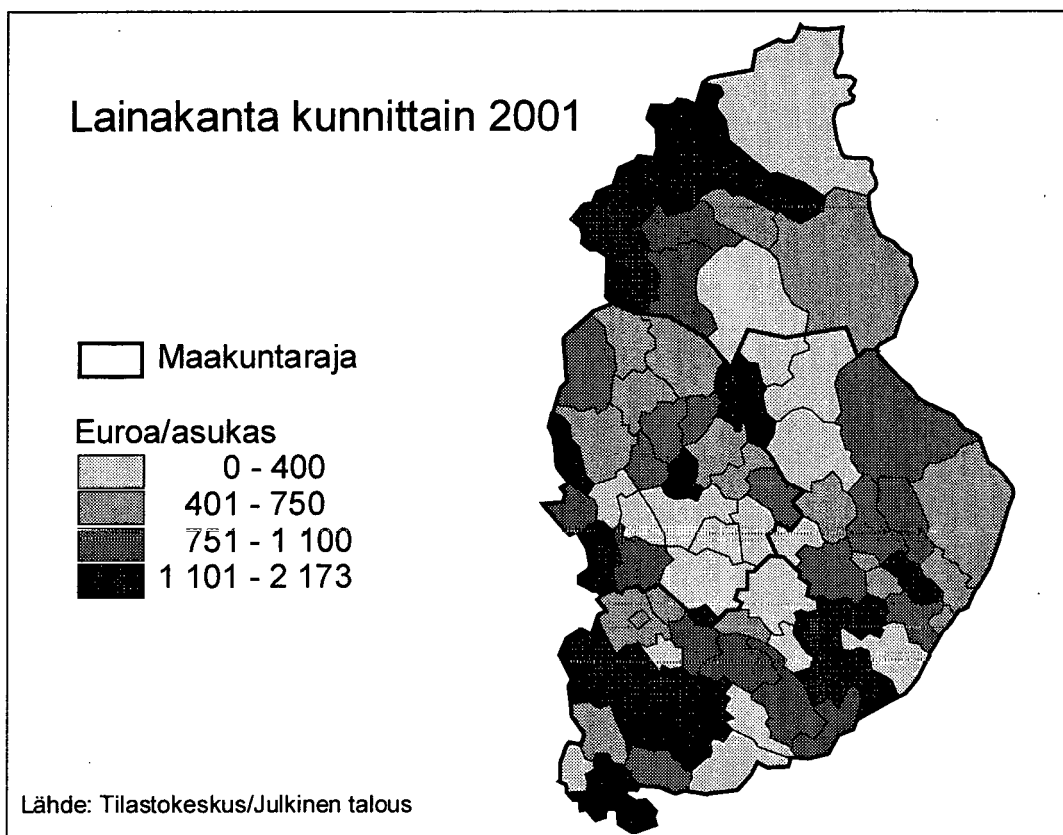 Lainakanta kunnittain 2001
Maakuntaraja
Euroa/asukas
0 - 400
401 - 750
751 - 1 100
1 101 - 2 173
Lähde: Tilastokeskus/Julkinen talous